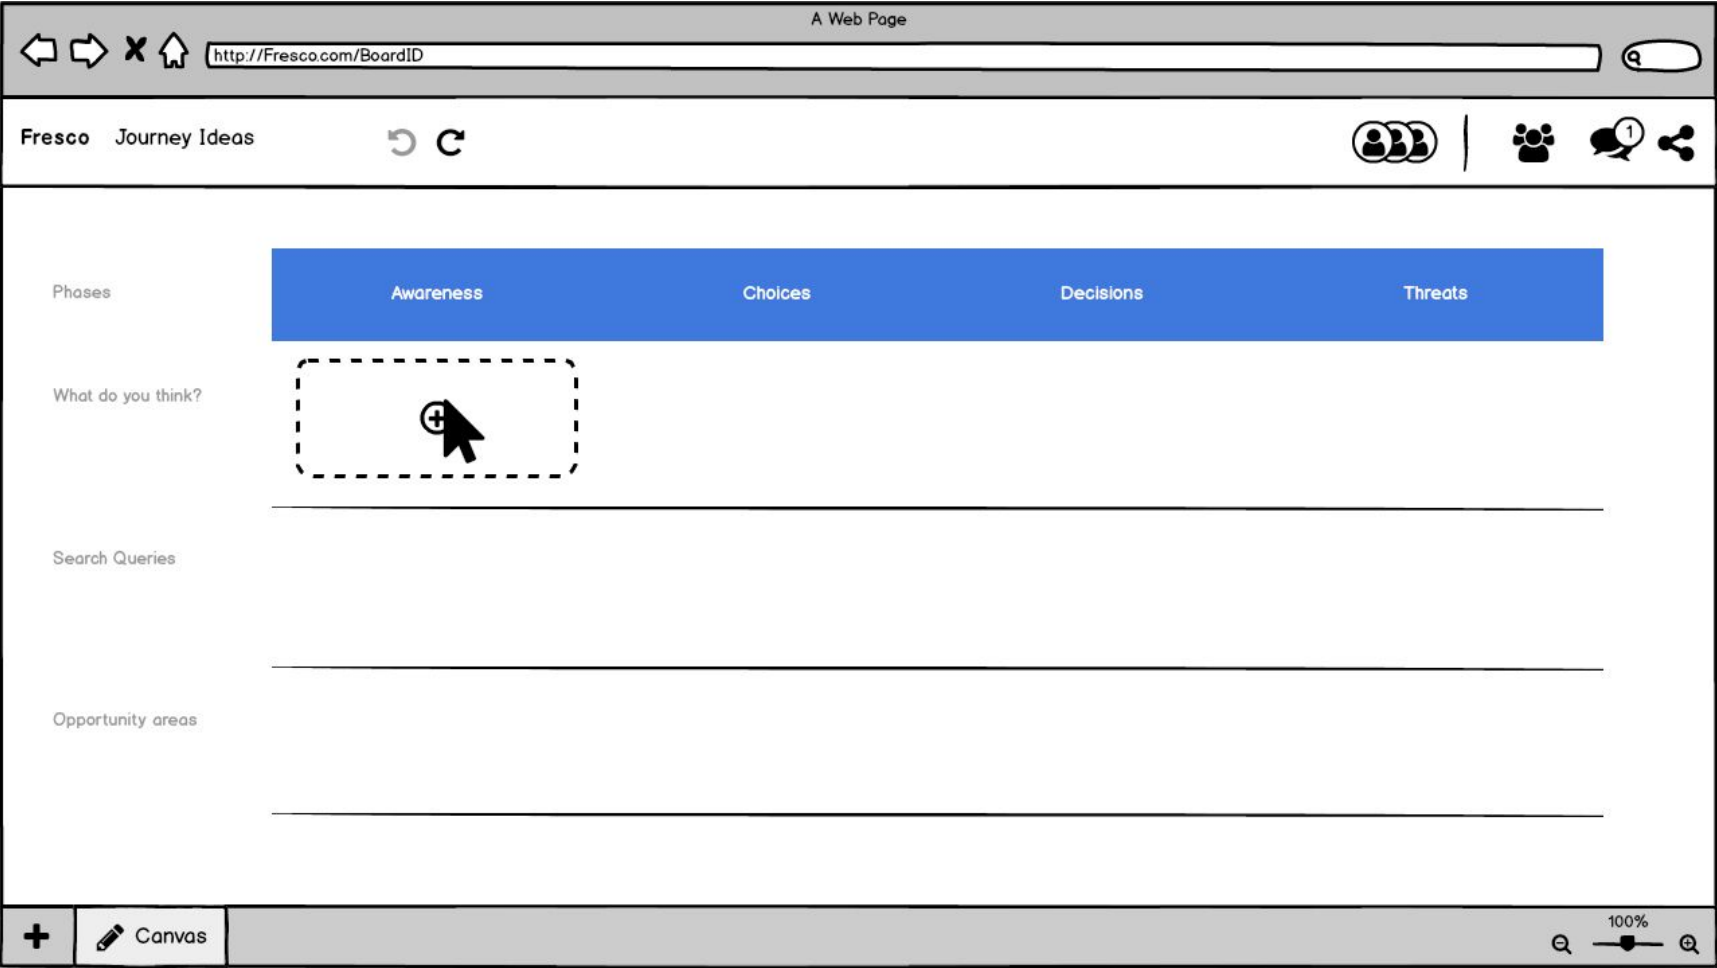 A Web Page
http://Fresco.com/BoardID
Fresco Journey Ideas
1
Phases Awareness Choices Decisions Threats
What do you think?
Search Queries
Opportunity areas
Canvas
100%